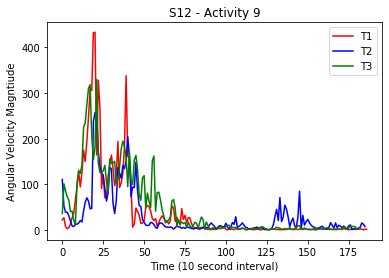 S12 - Activity 9
T1
T2
T3
Angular Velocity Magntiude
400
300
200
100
0
0
25
50
75
100
125
150
175
Time (10 second interval)